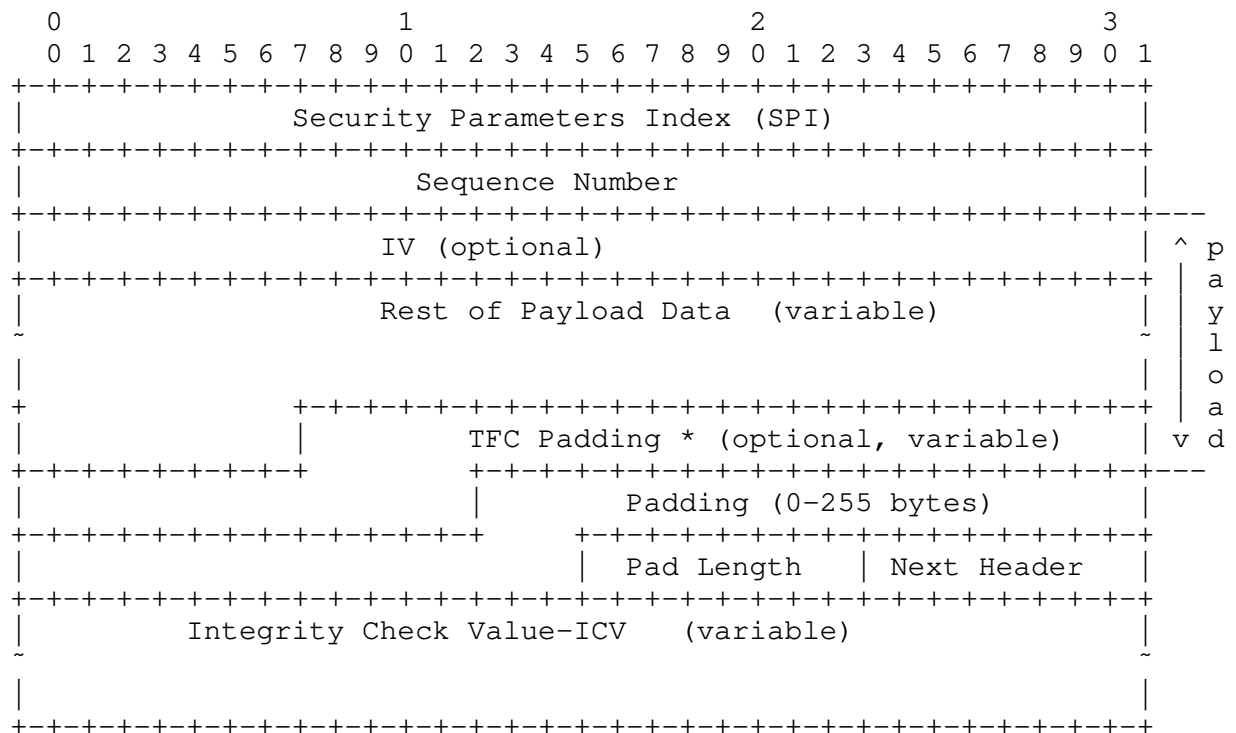 0                   1                   2                   3
0 1 2 3 4 5 6 7 8 9 0 1 2 3 4 5 6 7 8 9 0 1 2 3 4 5 6 7 8 9 0 1
+-+-+-+-+-+-+-+-+-+-+-+-+-+-+-+-+-+-+-+-+-+-+-+-+-+-+-+-+-+-+-+-+
|               Security Parameters Index (SPI)                 |
+-+-+-+-+-+-+-+-+-+-+-+-+-+-+-+-+-+-+-+-+-+-+-+-+-+-+-+-+-+-+-+-+
|                      Sequence Number                          |
+-+-+-+-+-+-+-+-+-+-+-+-+-+-+-+-+-+-+-+-+-+-+-+-+-+-+-+-+-+-+-+-+---
|                    IV (optional)                              | ^ p
+-+-+-+-+-+-+-+-+-+-+-+-+-+-+-+-+-+-+-+-+-+-+-+-+-+-+-+-+-+-+-+-+ | a
|                    Rest of Payload Data  (variable)           | | y
~                                                               ~ | l
|                                                               | | o
+               +-+-+-+-+-+-+-+-+-+-+-+-+-+-+-+-+-+-+-+-+-+-+-+-+ | a
|               |         TFC Padding * (optional, variable)    | v d
+-+-+-+-+-+-+-+-+         +-+-+-+-+-+-+-+-+-+-+-+-+-+-+-+-+-+-+-+---
|                         |        Padding (0-255 bytes)        |
+-+-+-+-+-+-+-+-+-+-+-+-+-+     +-+-+-+-+-+-+-+-+-+-+-+-+-+-+-+-+
|                               |  Pad Length   | Next Header   |
+-+-+-+-+-+-+-+-+-+-+-+-+-+-+-+-+-+-+-+-+-+-+-+-+-+-+-+-+-+-+-+-+
|         Integrity Check Value-ICV   (variable)                |
~                                                               ~
|                                                               |
+-+-+-+-+-+-+-+-+-+-+-+-+-+-+-+-+-+-+-+-+-+-+-+-+-+-+-+-+-+-+-+-+